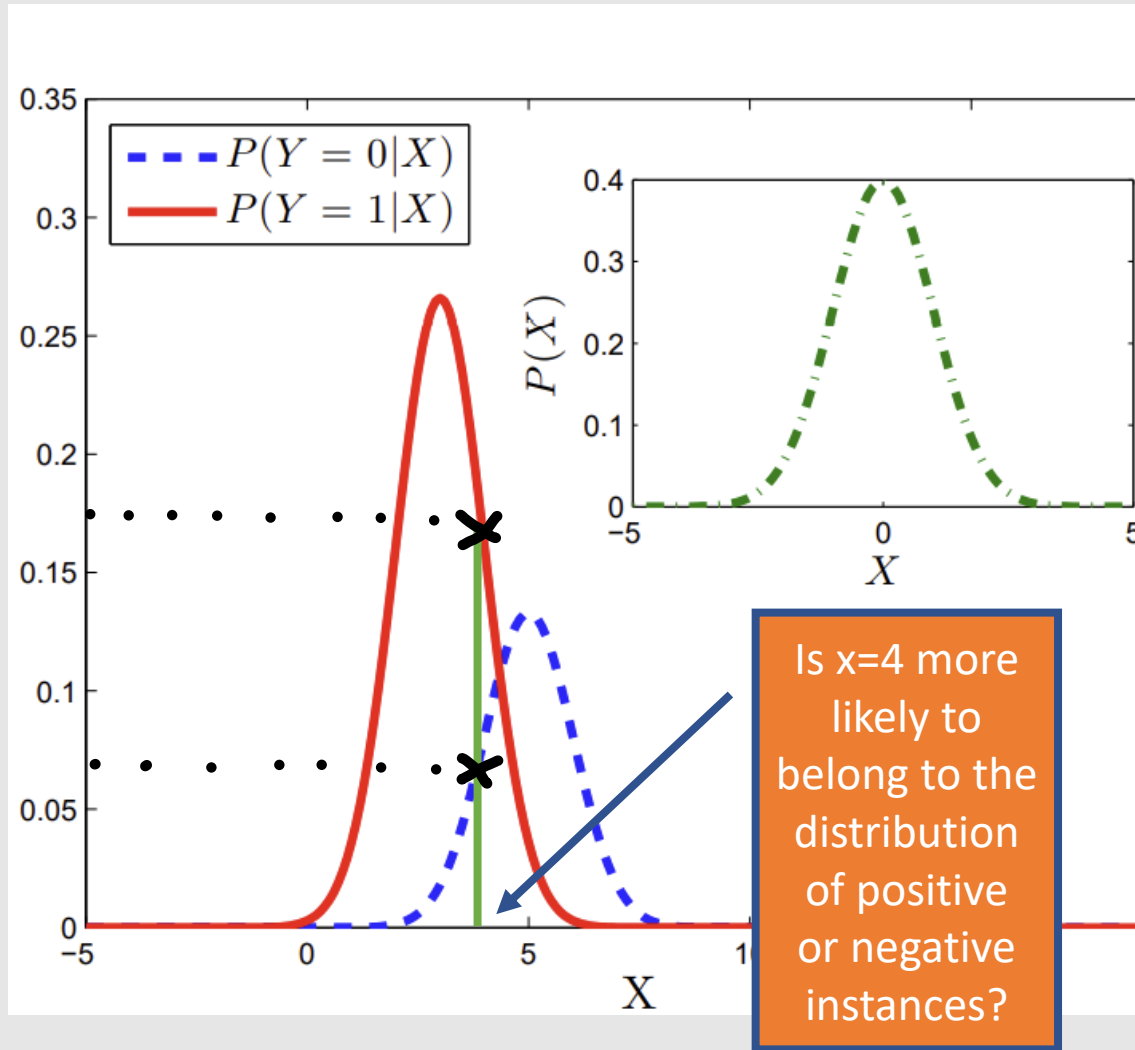 0.35
0.3
0.25
0.2
0.15
0.1
0.05
0
−5
0
5
X
P(Y = 0|X)
P(Y = 1|X)
0.4
0.3
0.2
0.1
0
−5
0
5
P(X)
X
Is x=4 more
likely to
belong to the
distribution
of positive
or negative
instances?